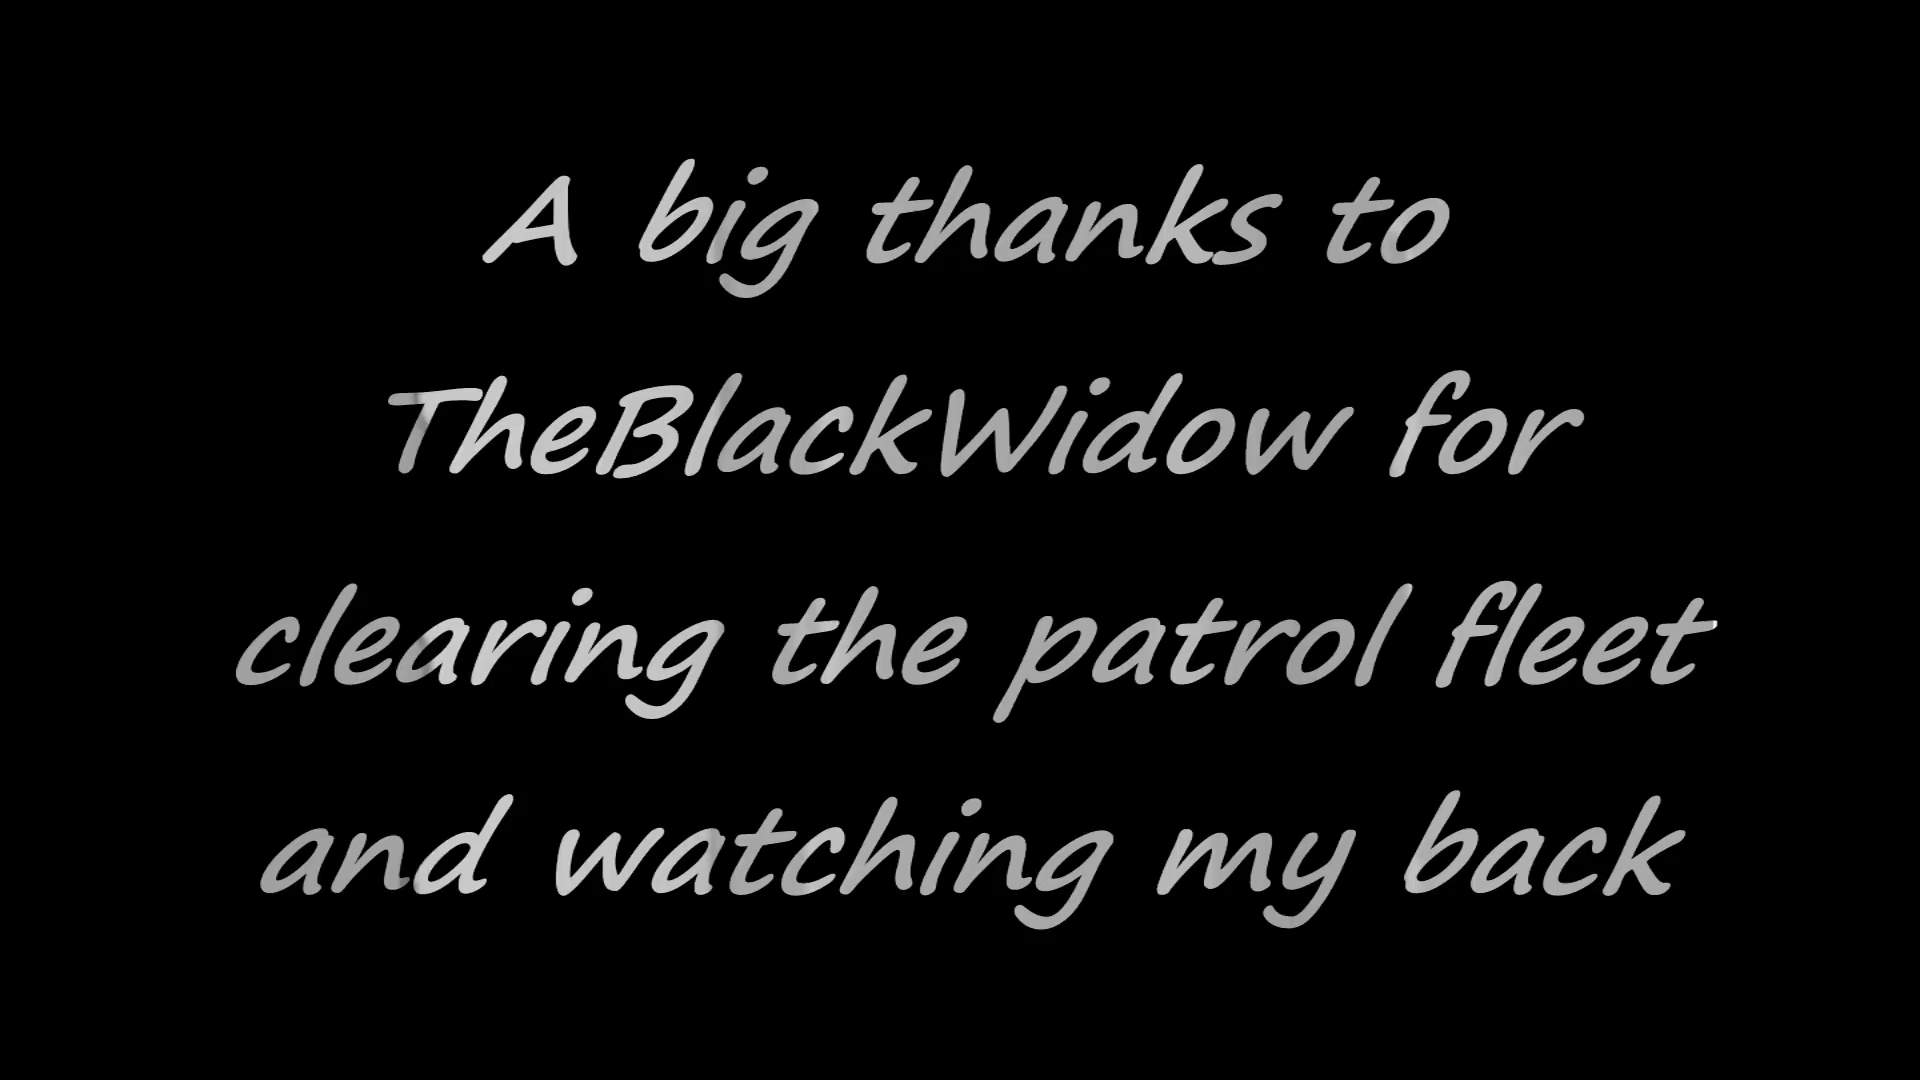 A big thanks to
TheBlackWidow for
clearing the patrol fleet
and watching my back